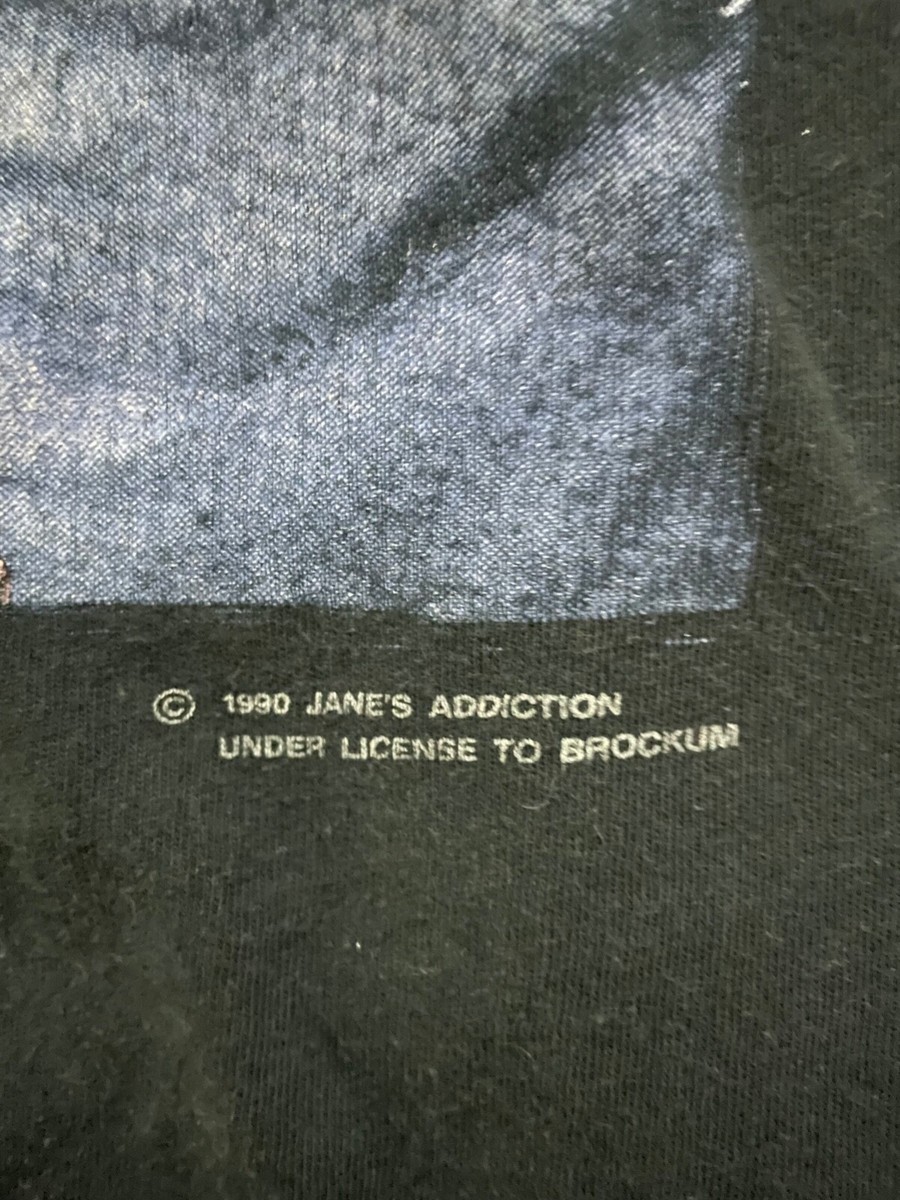 © 1990 JANE'S ADDICTION
UNDER LICENSE TO BROCKUM